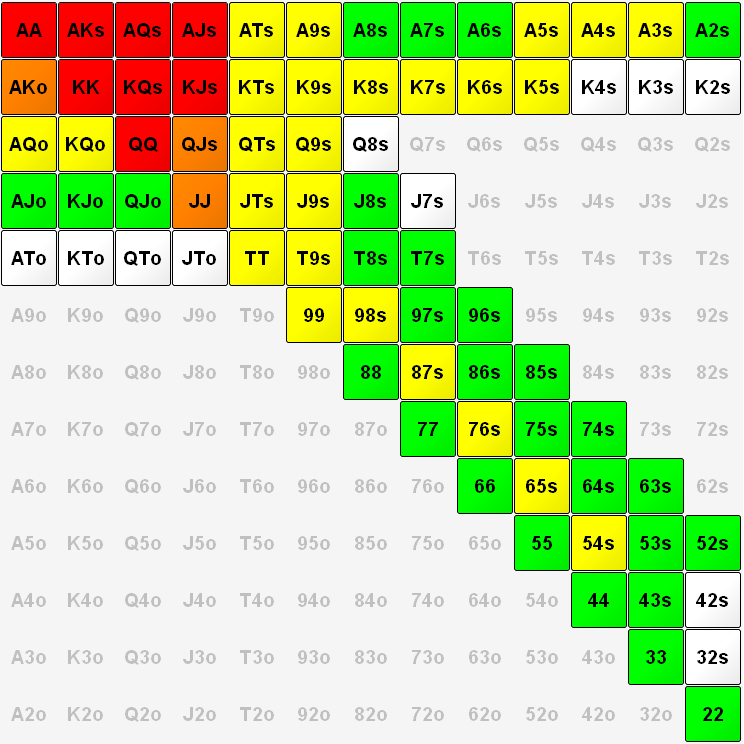 AA AKs AQs AJs ATs A9s A8s A7s A6s A5s A4s A3s A2s
AKo KK KQs KJs KTs K9s K8s K7s K6s K5s K4s K3s K2s
AQo KQo QQ QJs QTs Q9s Q8s Q7s Q6s Q5s Q4s Q3s Q2s
AJo KJo QJo JJ JTs J9s J8s J7s J6s J5s J4s J3s J2s
ATo KTo QTo JTo TT T9s T8s T7s T6s T5s T4s T3s T2s
A9o K9o Q9o J9o T9o 99 98s 97s 96s 95s 94s 93s 92s
A8o K8o Q8o J8o T8o 98o 88 87s 86s 85s 84s 83s 82s
A7o K7o Q7o J7o T7o 97o 87o 77 76s 75s 74s 73s 72s
A6o K6o Q6o J6o T6o 96o 86o 76o 66 65s 64s 63s 62s
A5o K5o Q5o J5o T5o 95o 85o 75o 65o 55 54s 53s 52s
A4o K4o Q4o J4o T4o 94o 84o 74o 64o 54o 44 43s 42s
A3o K3o Q3o J3o T3o 93o 83o 73o 63o 53o 43o 33 32s
A2o K2o Q2o J2o T2o 92o 82o 72o 62o 52o 42o 32o 22